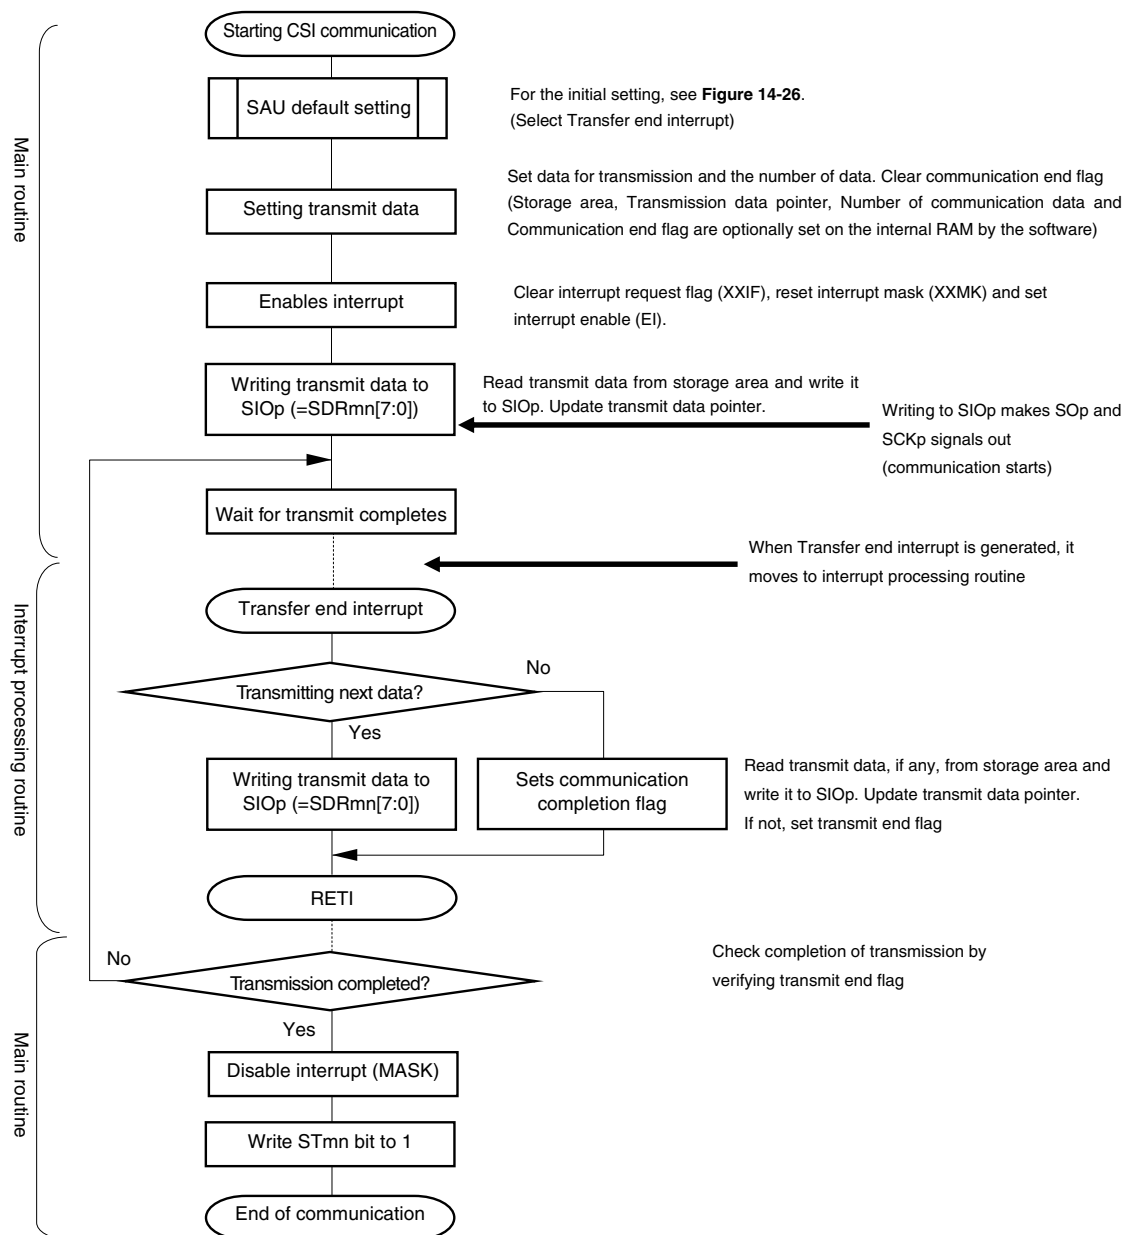 Starting CSI communication
SAU default setting
For the initial setting, see Figure 14-26.
(Select Transfer end interrupt)
Main routine
Setting transmit data
Set data for transmission and the number of data. Clear communication end flag
(Storage area, Transmission data pointer, Number of communication data and
Communication end flag are optionally set on the internal RAM by the software)
Enables interrupt
Clear interrupt request flag (XXIF), reset interrupt mask (XXMK) and set
interrupt enable (EI).
Writing transmit data to
SIOp (=SDRmn[7:0])
Read transmit data from storage area and write it
to SIOp. Update transmit data pointer.
Writing to SIOp makes SOp and
SCKp signals out
(communication starts)
Wait for transmit completes
When Transfer end interrupt is generated, it
moves to interrupt processing routine
Interrupt processing routine
Transfer end interrupt
No
Transmitting next data?
Yes
Writing transmit data to
SIOp (=SDRmn[7:0])
Sets communication
completion flag
Read transmit data, if any, from storage area and
write it to SIOp. Update transmit data pointer.
If not, set transmit end flag
RETI
No
Transmission completed?
Check completion of transmission by
verifying transmit end flag
Yes
Main routine
Disable interrupt (MASK)
Write STmn bit to 1
End of communication